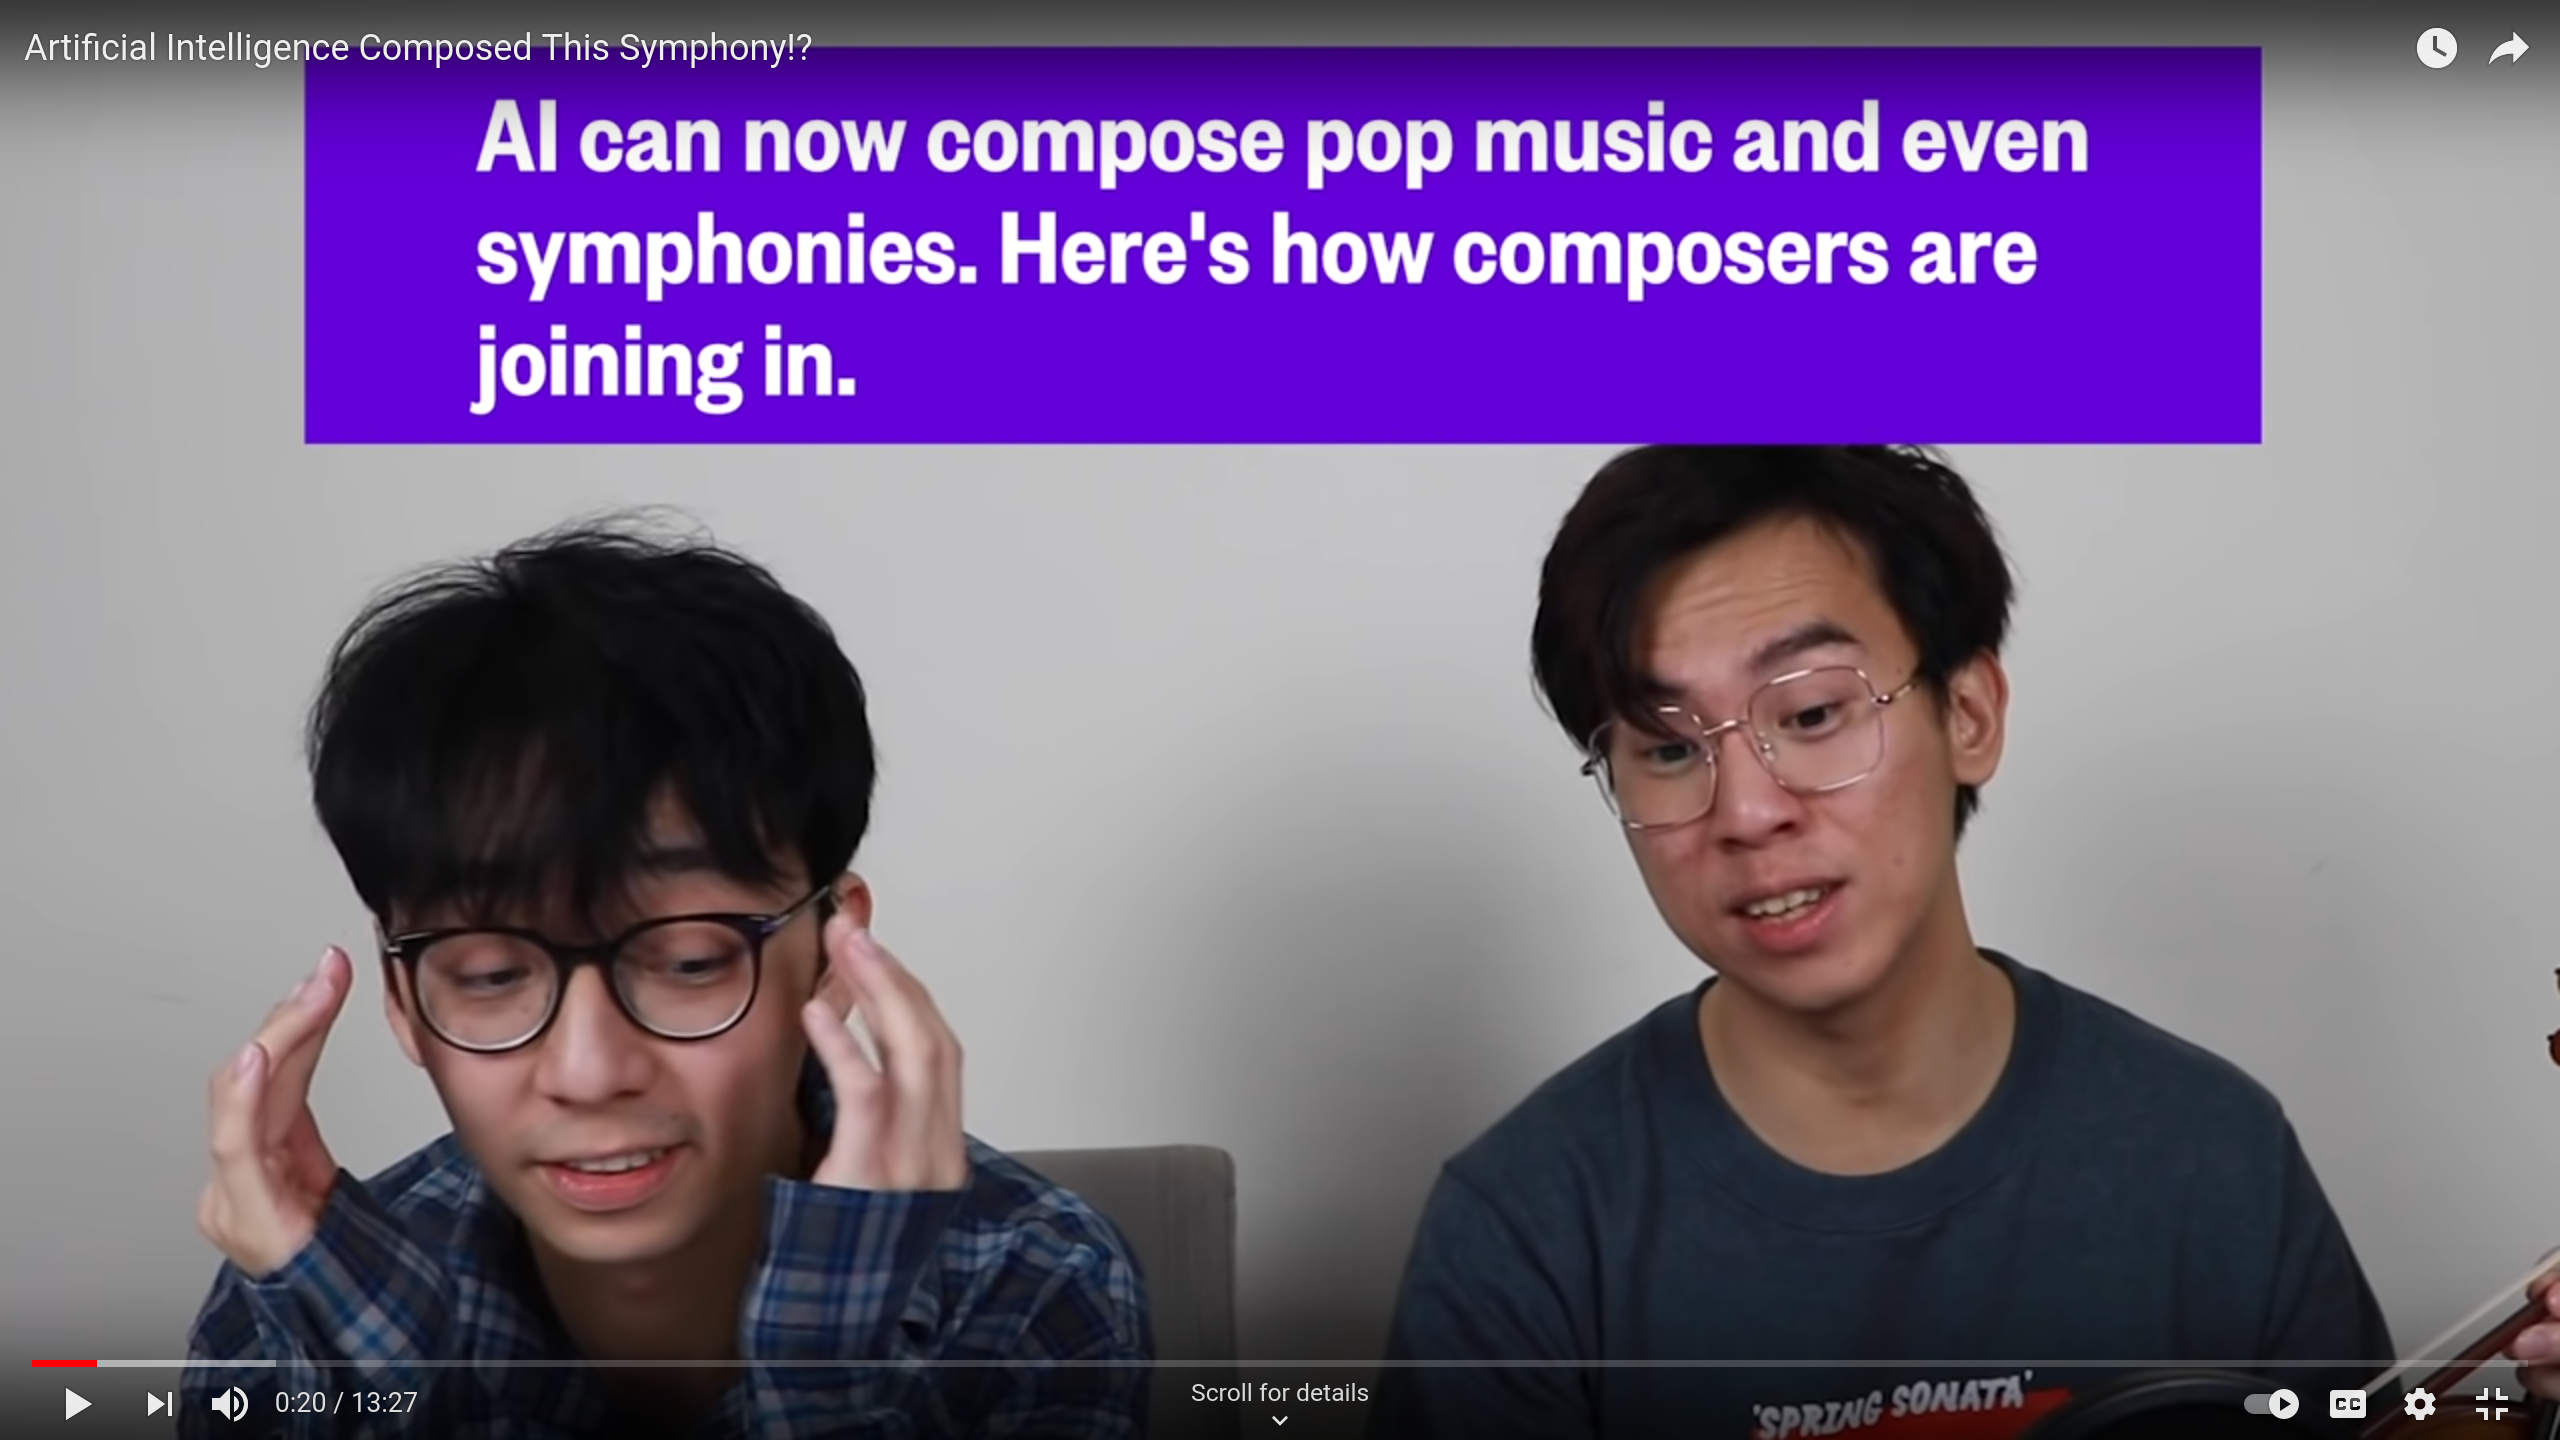 Artificial Intelligence Composed This Symphony!?
AI can now compose pop music and even
symphonies. Here's how composers are
joining in.
0:20 / 13:27
Scroll for details
CC
'SPRING SONATA'